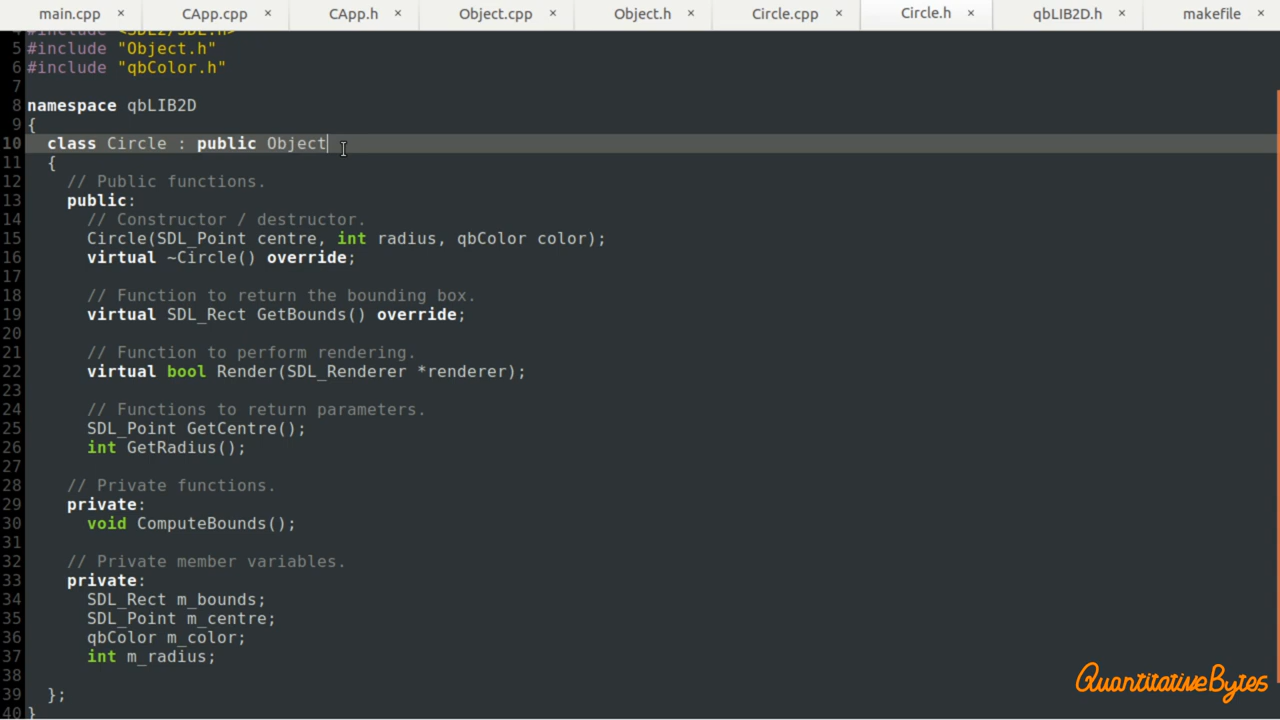 main.cpp × CApp.cpp × CApp.h × Object.cpp × Object.h × Circle.cpp × Circle.h × qbLIB2D.h × makefile ×
4 #include <SDL2/SDL.h>
5 #include "Object.h"
6 #include "qbColor.h"
7
8 namespace qbLIB2D
9 {
10 class Circle : public Object
11 {
12 // Public functions.
13 public:
14 // Constructor / destructor.
15 Circle(SDL_Point centre, int radius, qbColor color);
16 virtual ~Circle() override;
17
18 // Function to return the bounding box.
19 virtual SDL_Rect GetBounds() override;
20
21 // Function to perform rendering.
22 virtual bool Render(SDL_Renderer *renderer);
23
24 // Functions to return parameters.
25 SDL_Point GetCentre();
26 int GetRadius();
27
28 // Private functions.
29 private:
30 void ComputeBounds();
31
32 // Private member variables.
33 private:
34 SDL_Rect m_bounds;
35 SDL_Point m_centre;
36 qbColor m_color;
37 int m_radius;
38
39 };
40 }
QuantitativeBytes